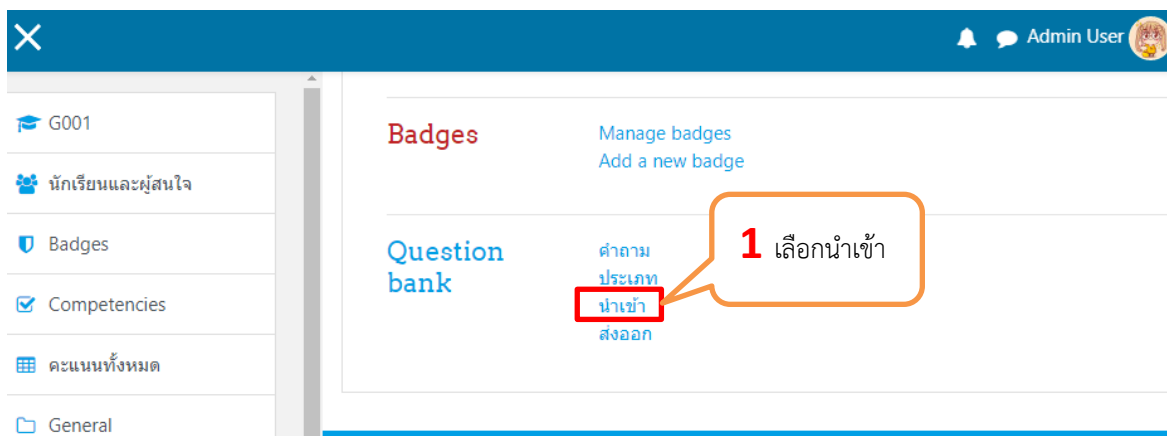 Admin User
G001
นักเรียนและผู้สนใจ
Badges
Competencies
คะแนนทั้งหมด
General
Badges
Manage badges
Add a new badge
Question
bank
คำถาม
ประเภท
นำเข้า
ส่งออก
1 เลือกนำเข้า